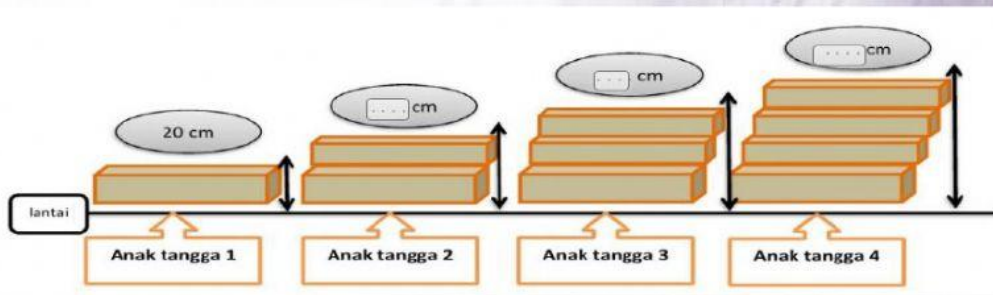 20 cm
.... cm
... cm
.... cm
lantai
Anak tangga 1
Anak tangga 2
Anak tangga 3
Anak tangga 4